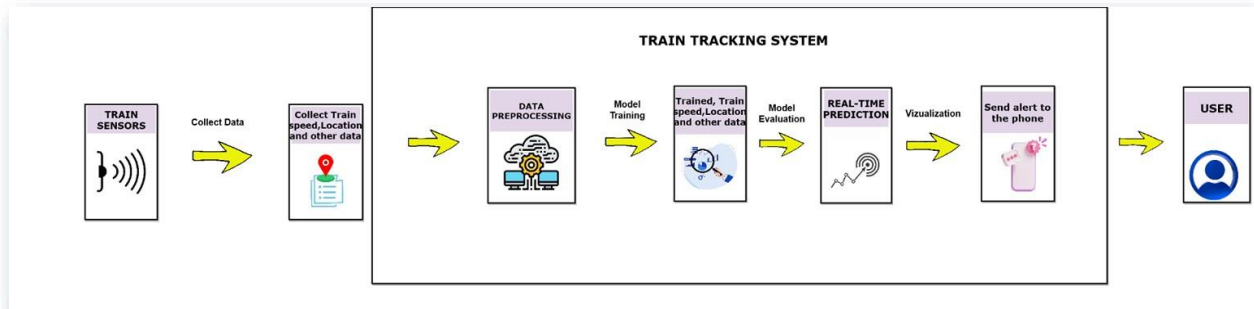 TRAIN TRACKING SYSTEM
TRAIN
SENSORS
Collect Data
Collect Train
speed,Location
and other data
DATA
PREPROCESSING
Model
Training
Trained, Train
speed,Location
and other data
Model
Evaluation
REAL-TIME
PREDICTION
Vizualization
Send alert to
the phone
USER